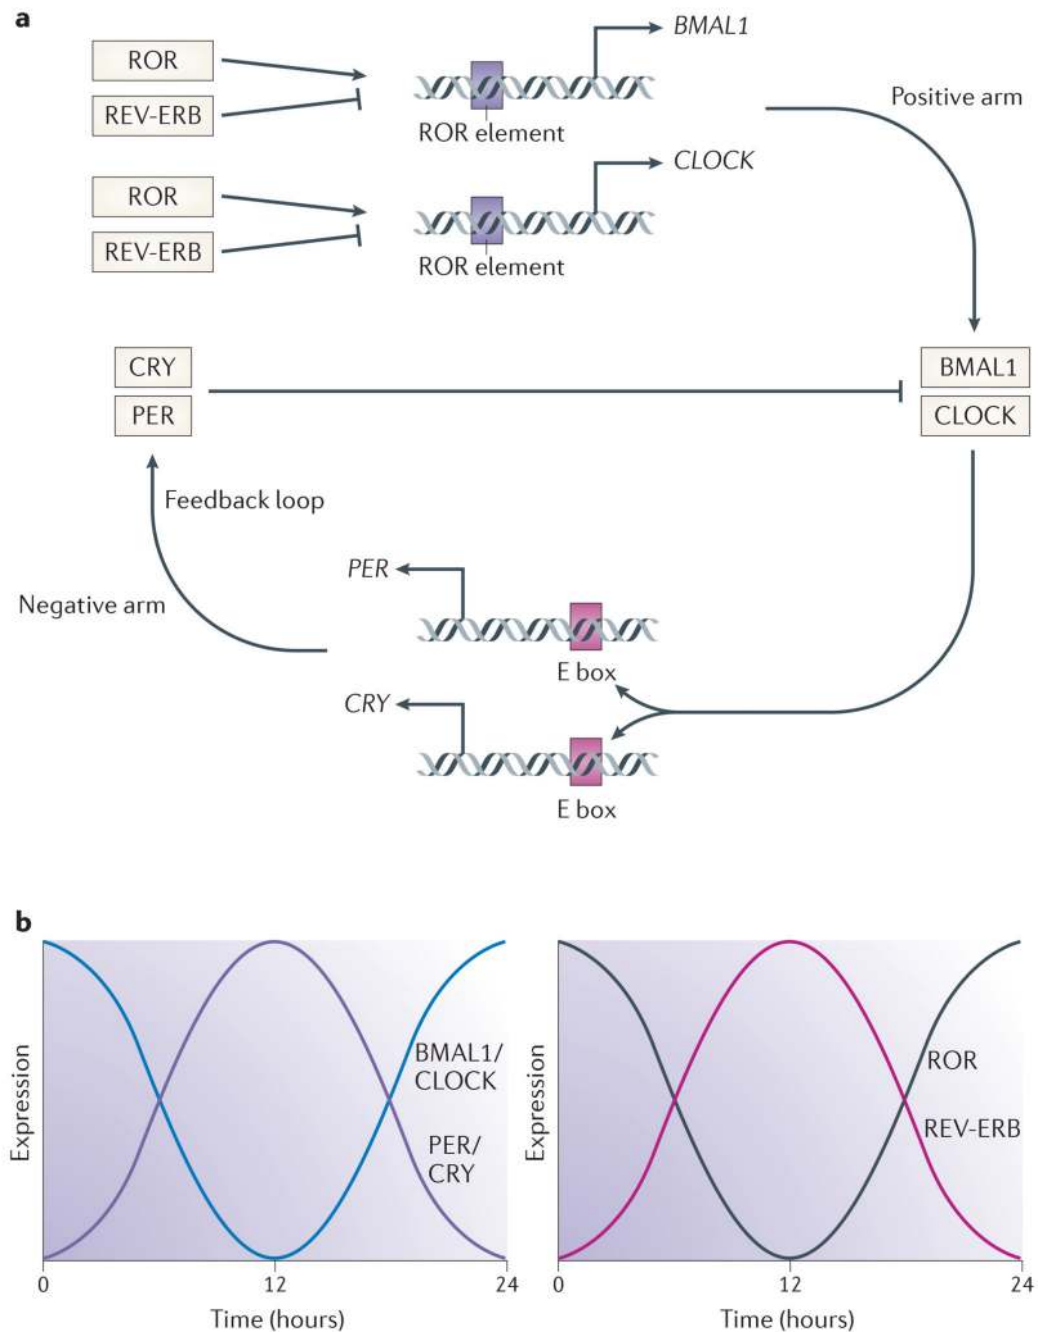 a
ROR
REV-ERB
BMAL1
ROR element
Positive arm
ROR
REV-ERB
CLOCK
ROR element
CRY
PER
BMAL1
CLOCK
Feedback loop
Negative arm
PER
E box
CRY
E box
b
Expression
BMAL1/
CLOCK
PER/
CRY
0
12
24
Time (hours)
Expression
ROR
REV-ERB
0
12
24
Time (hours)